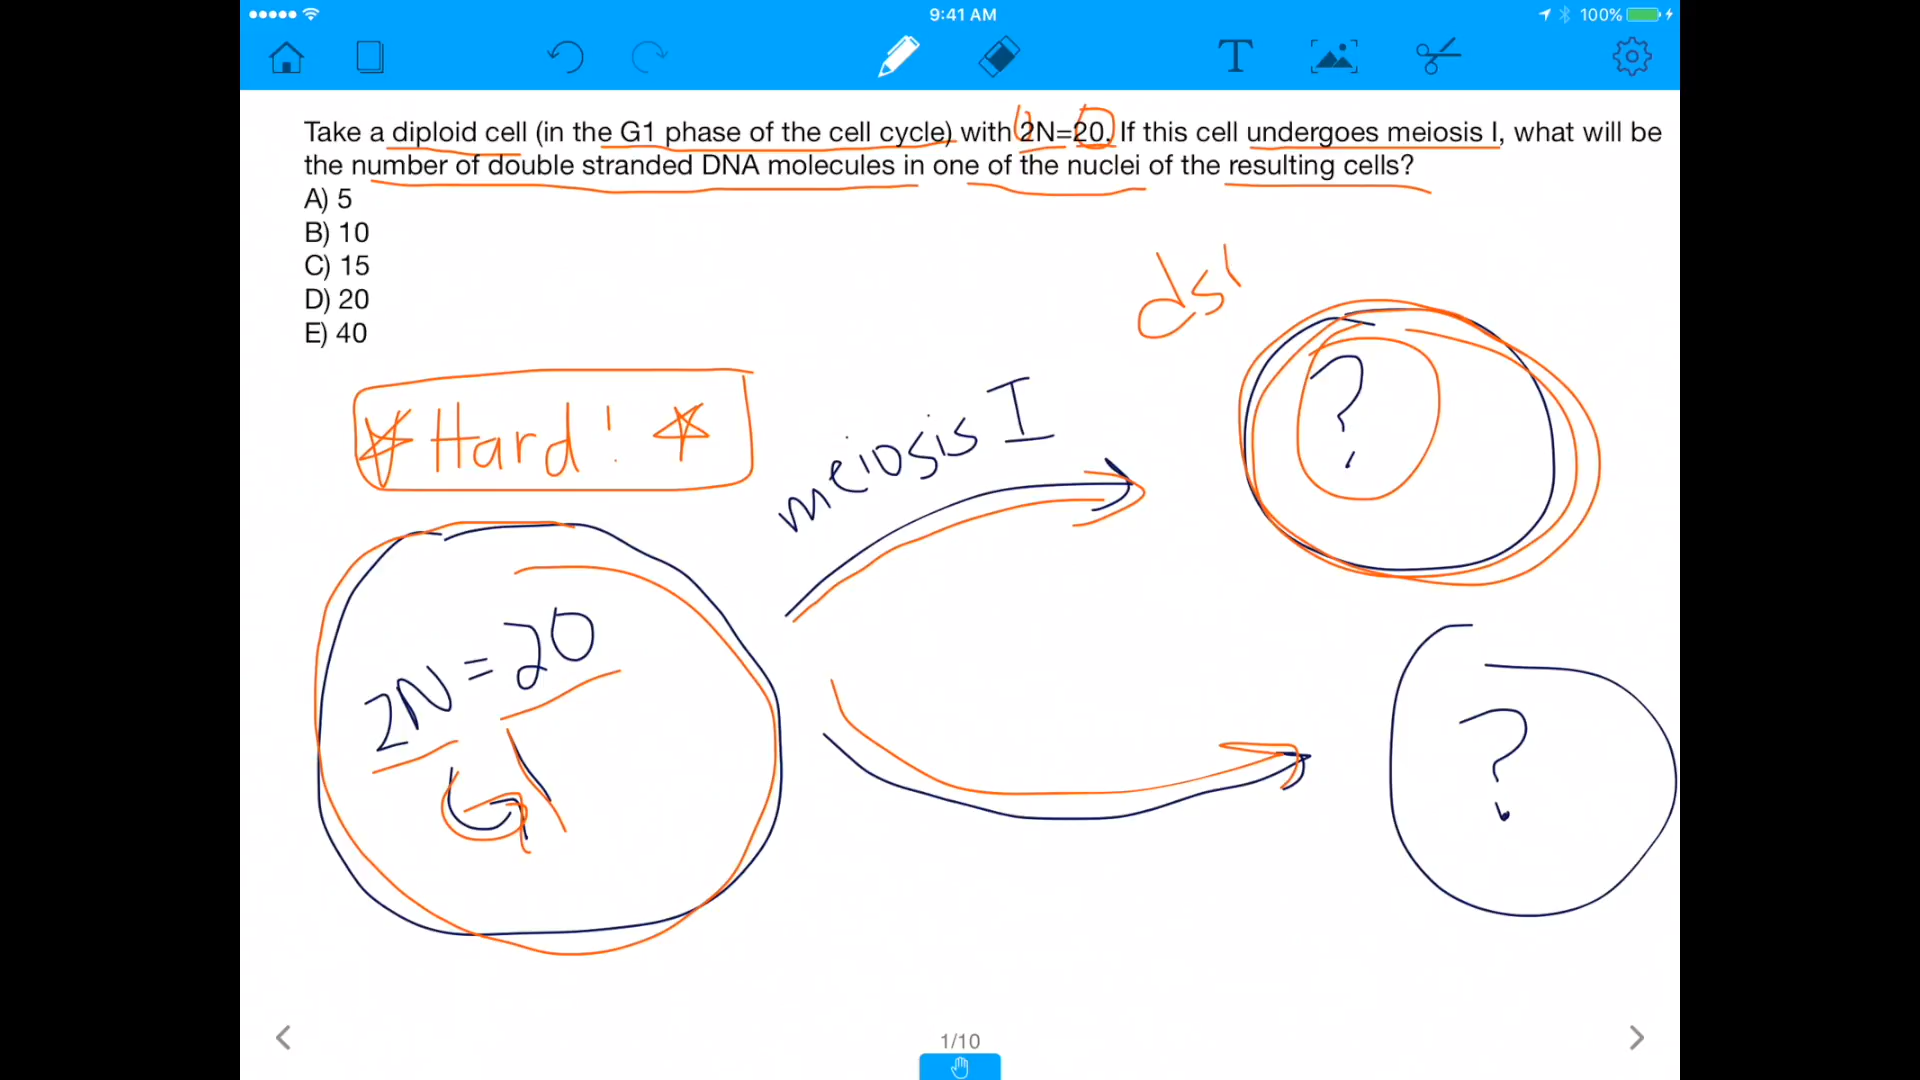 9:41 AM
100%
T
Take a diploid cell (in the G1 phase of the cell cycle) with 2N=20. If this cell undergoes meiosis I, what will be
the number of double stranded DNA molecules in one of the nuclei of the resulting cells?
A) 5
B) 10
C) 15
D) 20
E) 40
ds
Hard!
meiosis I
?
2N=20
G1
?
1/10